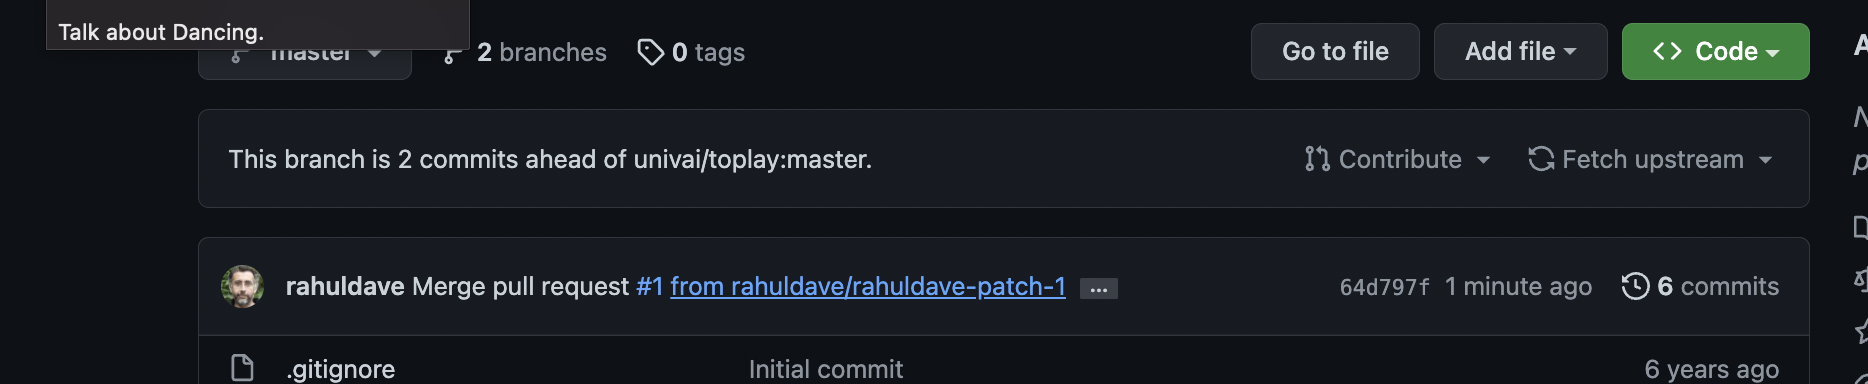 Talk about Dancing.
master
2 branches
0 tags
Go to file
Add file
Code
This branch is 2 commits ahead of univai/toplay:master.
Contribute
Fetch upstream
rahuldave Merge pull request #1 from rahuldave/rahuldave-patch-1 ...
64d797f 1 minute ago
6 commits
.gitignore
Initial commit
6 years ago